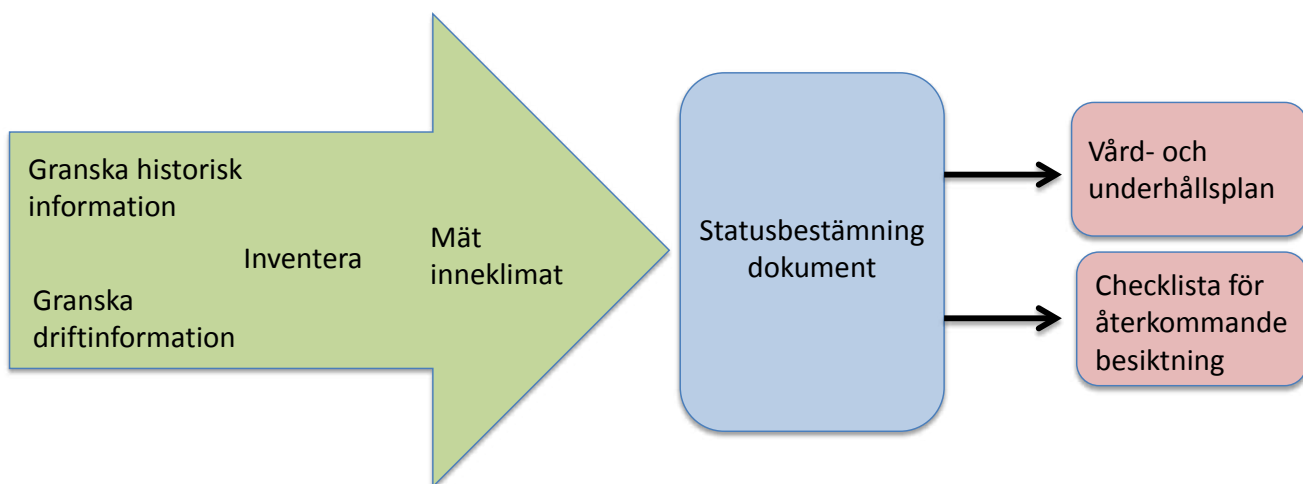 Granska historisk
information
Granska
driftinformation
Inventera
Mät
inneklimat
Statusbestämning
dokument
Vård- och
underhållsplan
Checklista för
återkommande
besiktning